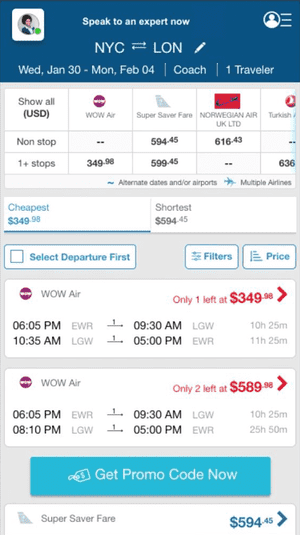 Speak to an expert now
NYC ⇌ LON
Wed, Jan 30 - Mon, Feb 04 | Coach | 1 Traveler
Show all (USD) WOW Air Super Saver Fare NORWEGIAN AIR UK LTD Turkish
Non stop -- 594.45 616.43 --
1+ stops 349.98 599.45 -- 636
~ Alternate dates and/or airports Multiple Airlines
Cheapest Shortest
$349.98 $594.45
Select Departure First Filters Price
wow WOW Air Only 1 left at $349.98
06:05 PM EWR 1 09:30 AM LGW 10h 25m
10:35 AM LGW 1 05:00 PM EWR 11h 25m
wow WOW Air Only 2 left at $589.98
06:05 PM EWR 1 09:30 AM LGW 10h 25m
08:10 PM LGW 1 05:00 PM EWR 25h 50m
Get Promo Code Now
Super Saver Fare $594.45